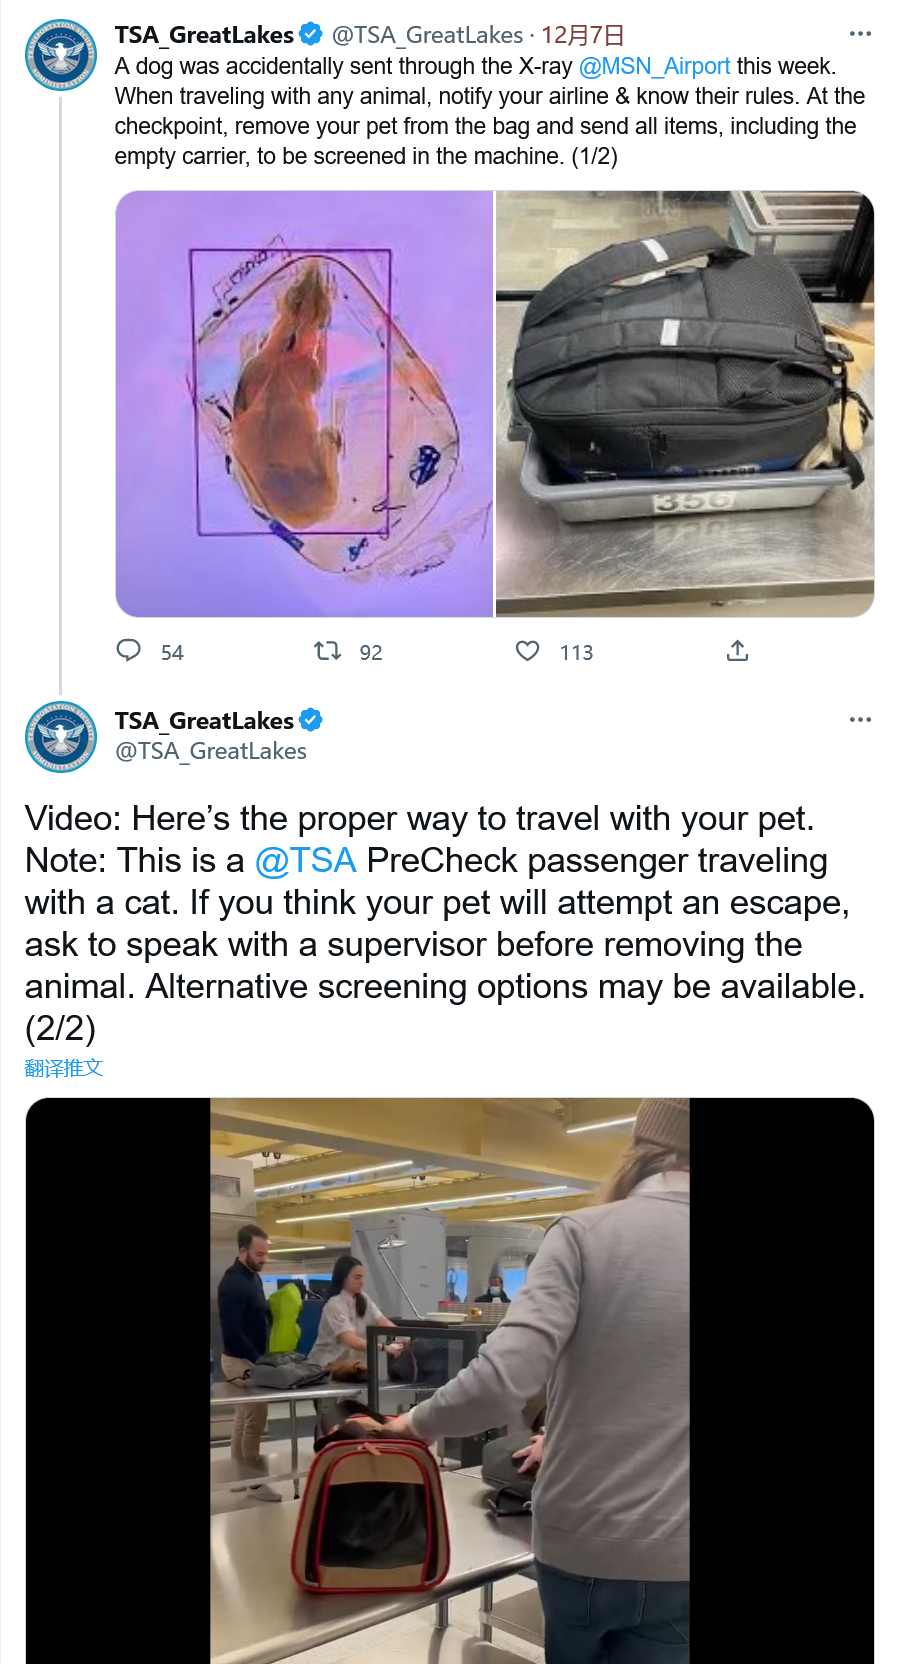 TSA_GreatLakes @TSA_GreatLakes · 12月7日
A dog was accidentally sent through the X-ray @MSN_Airport this week.
When traveling with any animal, notify your airline & know their rules. At the
checkpoint, remove your pet from the bag and send all items, including the
empty carrier, to be screened in the machine. (1/2)
356
54 92 113
TSA_GreatLakes
@TSA_GreatLakes
Video: Here’s the proper way to travel with your pet.
Note: This is a @TSA PreCheck passenger traveling
with a cat. If you think your pet will attempt an escape,
ask to speak with a supervisor before removing the
animal. Alternative screening options may be available.
(2/2)
翻译推文